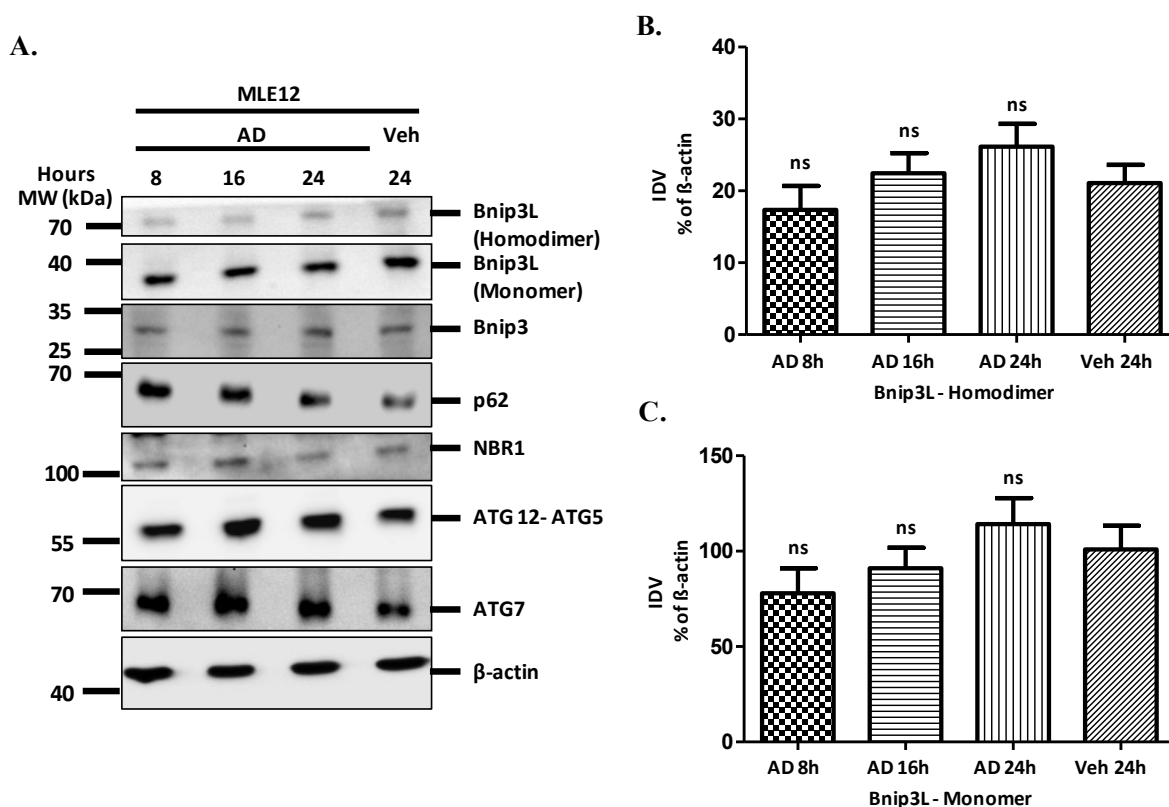 A.
MLE12
AD Veh
Hours 8 16 24 24
MW (kDa)
70
Bnip3L
(Homodimer)
40
Bnip3L
(Monomer)
35
Bnip3
25
70
p62
NBR1
100
ATG 12- ATG5
55
70
ATG7
β-actin
40
B.
IDV
% of ß-actin
40
30
20
10
0
ns ns ns
AD 8h AD 16h AD 24h Veh 24h
Bnip3L - Homodimer
C.
IDV
% of ß-actin
150
100
50
0
ns ns ns
AD 8h AD 16h AD 24h Veh 24h
Bnip3L - Monomer